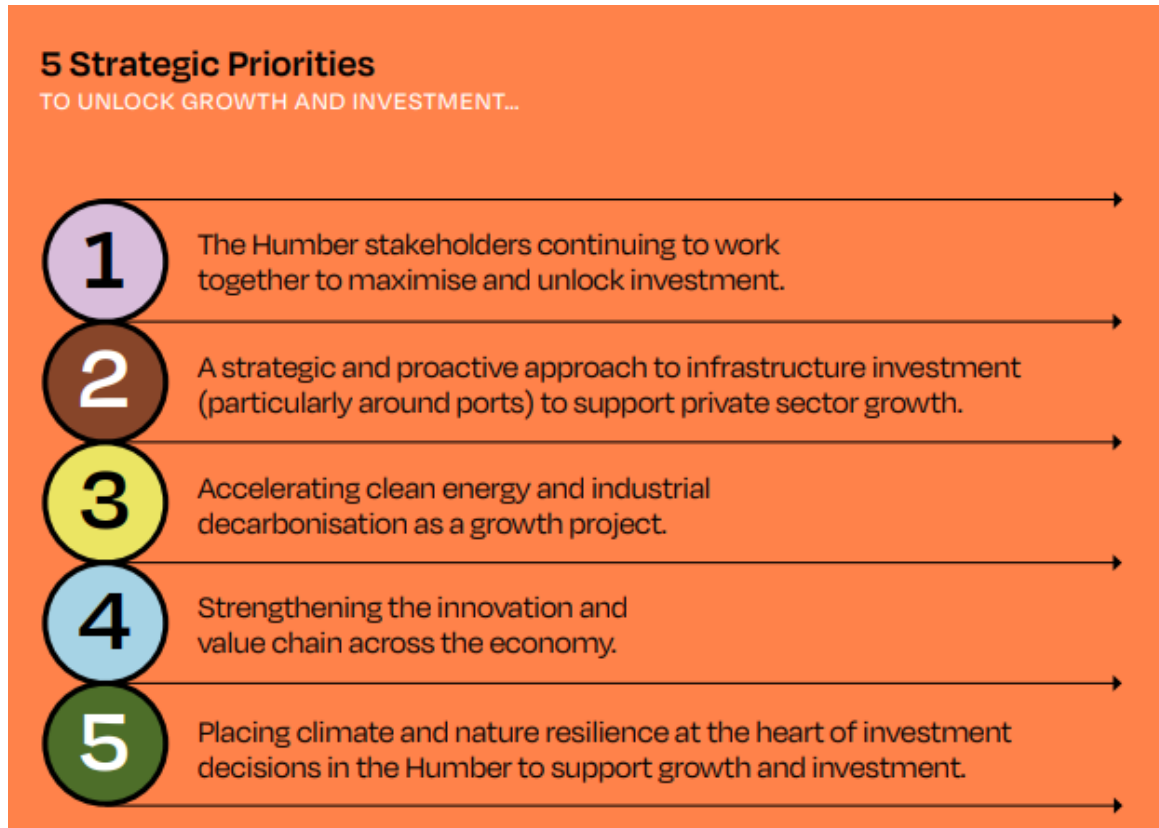 5 Strategic Priorities
TO UNLOCK GROWTH AND INVESTMENT...
1
The Humber stakeholders continuing to work
together to maximise and unlock investment.
2
A strategic and proactive approach to infrastructure investment
(particularly around ports) to support private sector growth.
3
Accelerating clean energy and industrial
decarbonisation as a growth project.
4
Strengthening the innovation and
value chain across the economy.
5
Placing climate and nature resilience at the heart of investment
decisions in the Humber to support growth and investment.